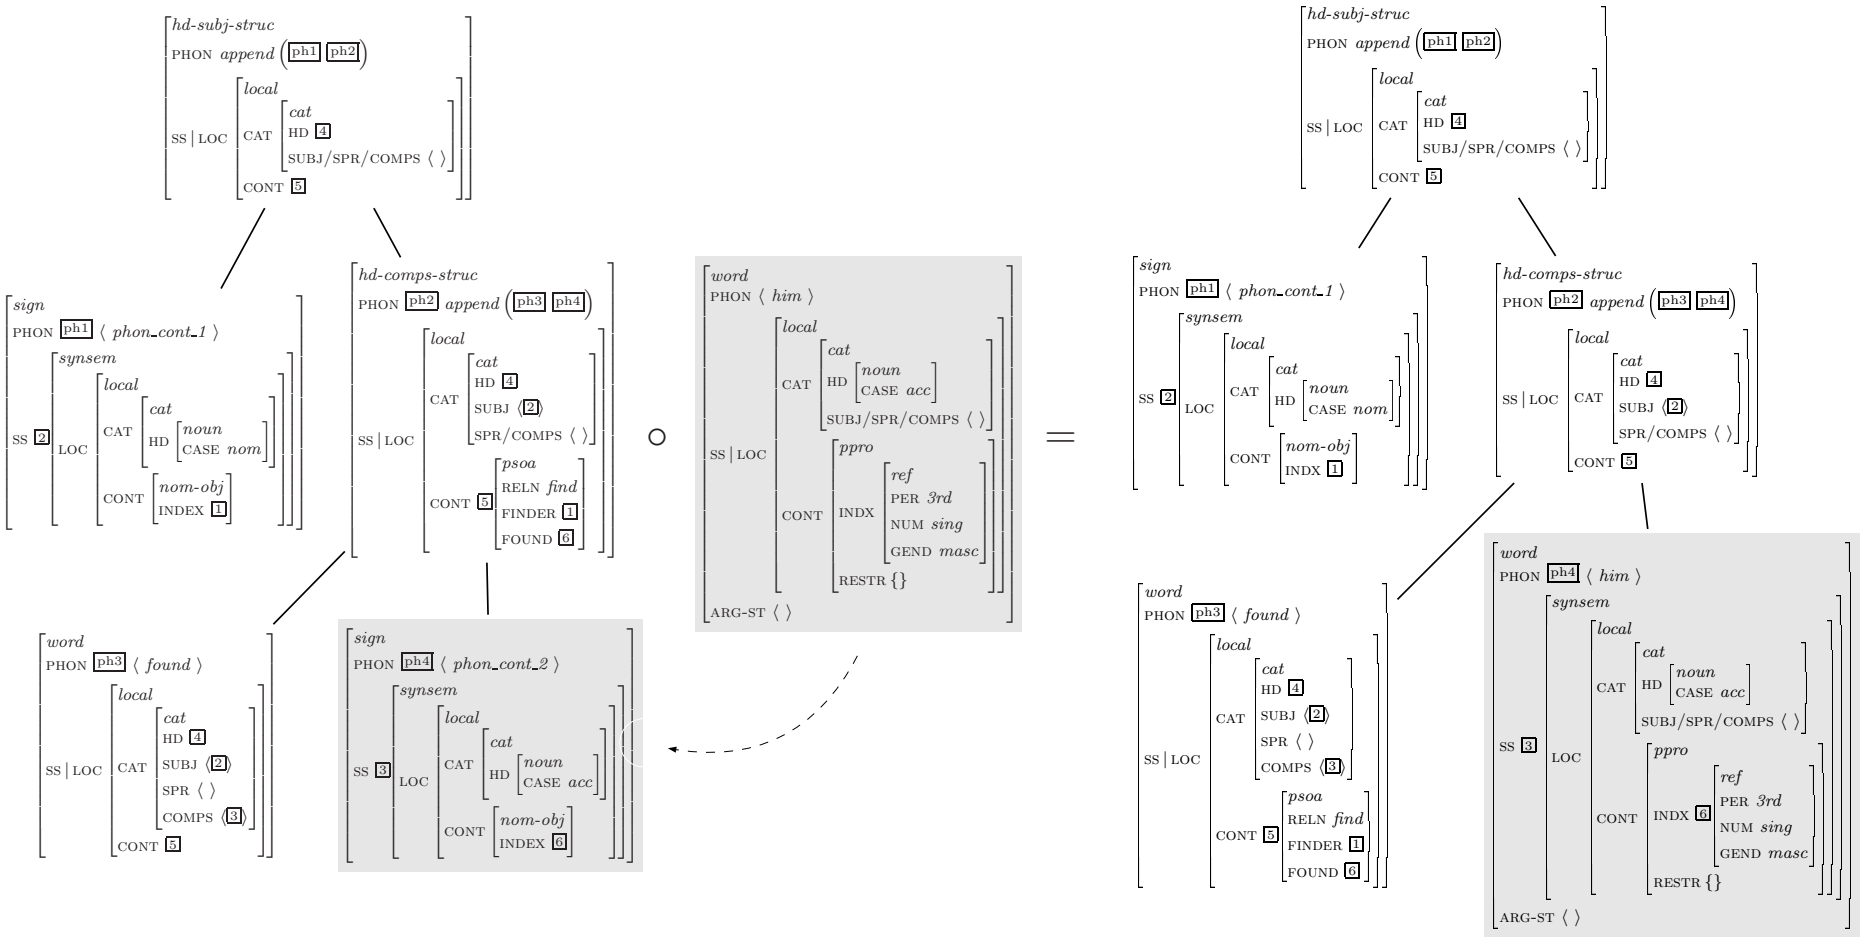 hd-subj-struc
PHON append ( ph1 ph2 )
local
cat
HD 4
SS | LOC CAT
SUBJ/SPR/COMPS ⟨ ⟩
CONT 5
sign
PHON ph1 ⟨ phon_cont_1 ⟩
synsem
local
cat
CAT
noun
HD
CASE nom
SS 2
LOC
nom-obj
CONT
INDEX 1
hd-comps-struc
PHON ph2 append ( ph3 ph4 )
local
cat
HD 4
CAT
SUBJ ⟨ 2 ⟩
SPR/COMPS ⟨ ⟩
SS | LOC
psoa
RELN find
CONT 5
FINDER 1
FOUND 6
word
PHON ph3 ⟨ found ⟩
local
cat
HD 4
SUBJ ⟨ 2 ⟩
SS | LOC CAT
SPR ⟨ ⟩
COMPS ⟨ 3 ⟩
CONT 5
sign
PHON ph4 ⟨ phon_cont_2 ⟩
synsem
local
cat
CAT
noun
HD
CASE acc
SS 3
LOC
nom-obj
CONT
INDEX 6
∘
word
PHON ⟨ him ⟩
local
cat
noun
CAT HD
CASE acc
SUBJ/SPR/COMPS ⟨ ⟩
SS | LOC
ppro
ref
PER 3rd
CONT INDX
NUM sing
GEND masc
RESTR {}
ARG-ST ⟨ ⟩
=
hd-subj-struc
PHON append ( ph1 ph2 )
local
cat
HD 4
SS | LOC CAT
SUBJ/SPR/COMPS ⟨ ⟩
CONT 5
sign
PHON ph1 ⟨ phon_cont_1 ⟩
synsem
local
cat
CAT
noun
HD
CASE nom
SS 2
LOC
nom-obj
CONT
INDX 1
hd-comps-struc
PHON ph2 append ( ph3 ph4 )
local
cat
HD 4
SS | LOC CAT
SUBJ ⟨ 2 ⟩
SPR/COMPS ⟨ ⟩
CONT 5
word
PHON ph3 ⟨ found ⟩
local
cat
HD 4
SUBJ ⟨ 2 ⟩
CAT
SPR ⟨ ⟩
COMPS ⟨ 3 ⟩
SS | LOC
psoa
RELN find
CONT 5
FINDER 1
FOUND 6
word
PHON ph4 ⟨ him ⟩
synsem
local
cat
noun
CAT HD
CASE acc
SUBJ/SPR/COMPS ⟨ ⟩
SS 3
LOC
ppro
ref
PER 3rd
CONT INDX 6
NUM sing
GEND masc
RESTR {}
ARG-ST ⟨ ⟩